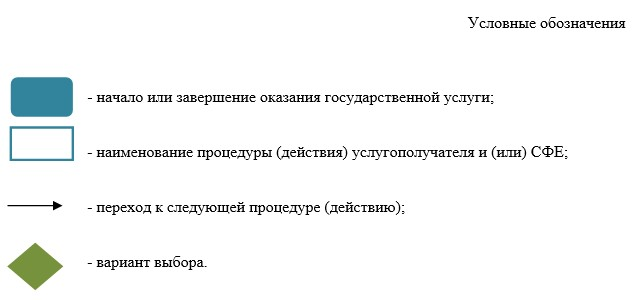 Условные обозначения
- начало или завершение оказания государственной услуги;
- наименование процедуры (действия) услугополучателя и (или) СФЕ;
- переход к следующей процедуре (действию);
- вариант выбора.